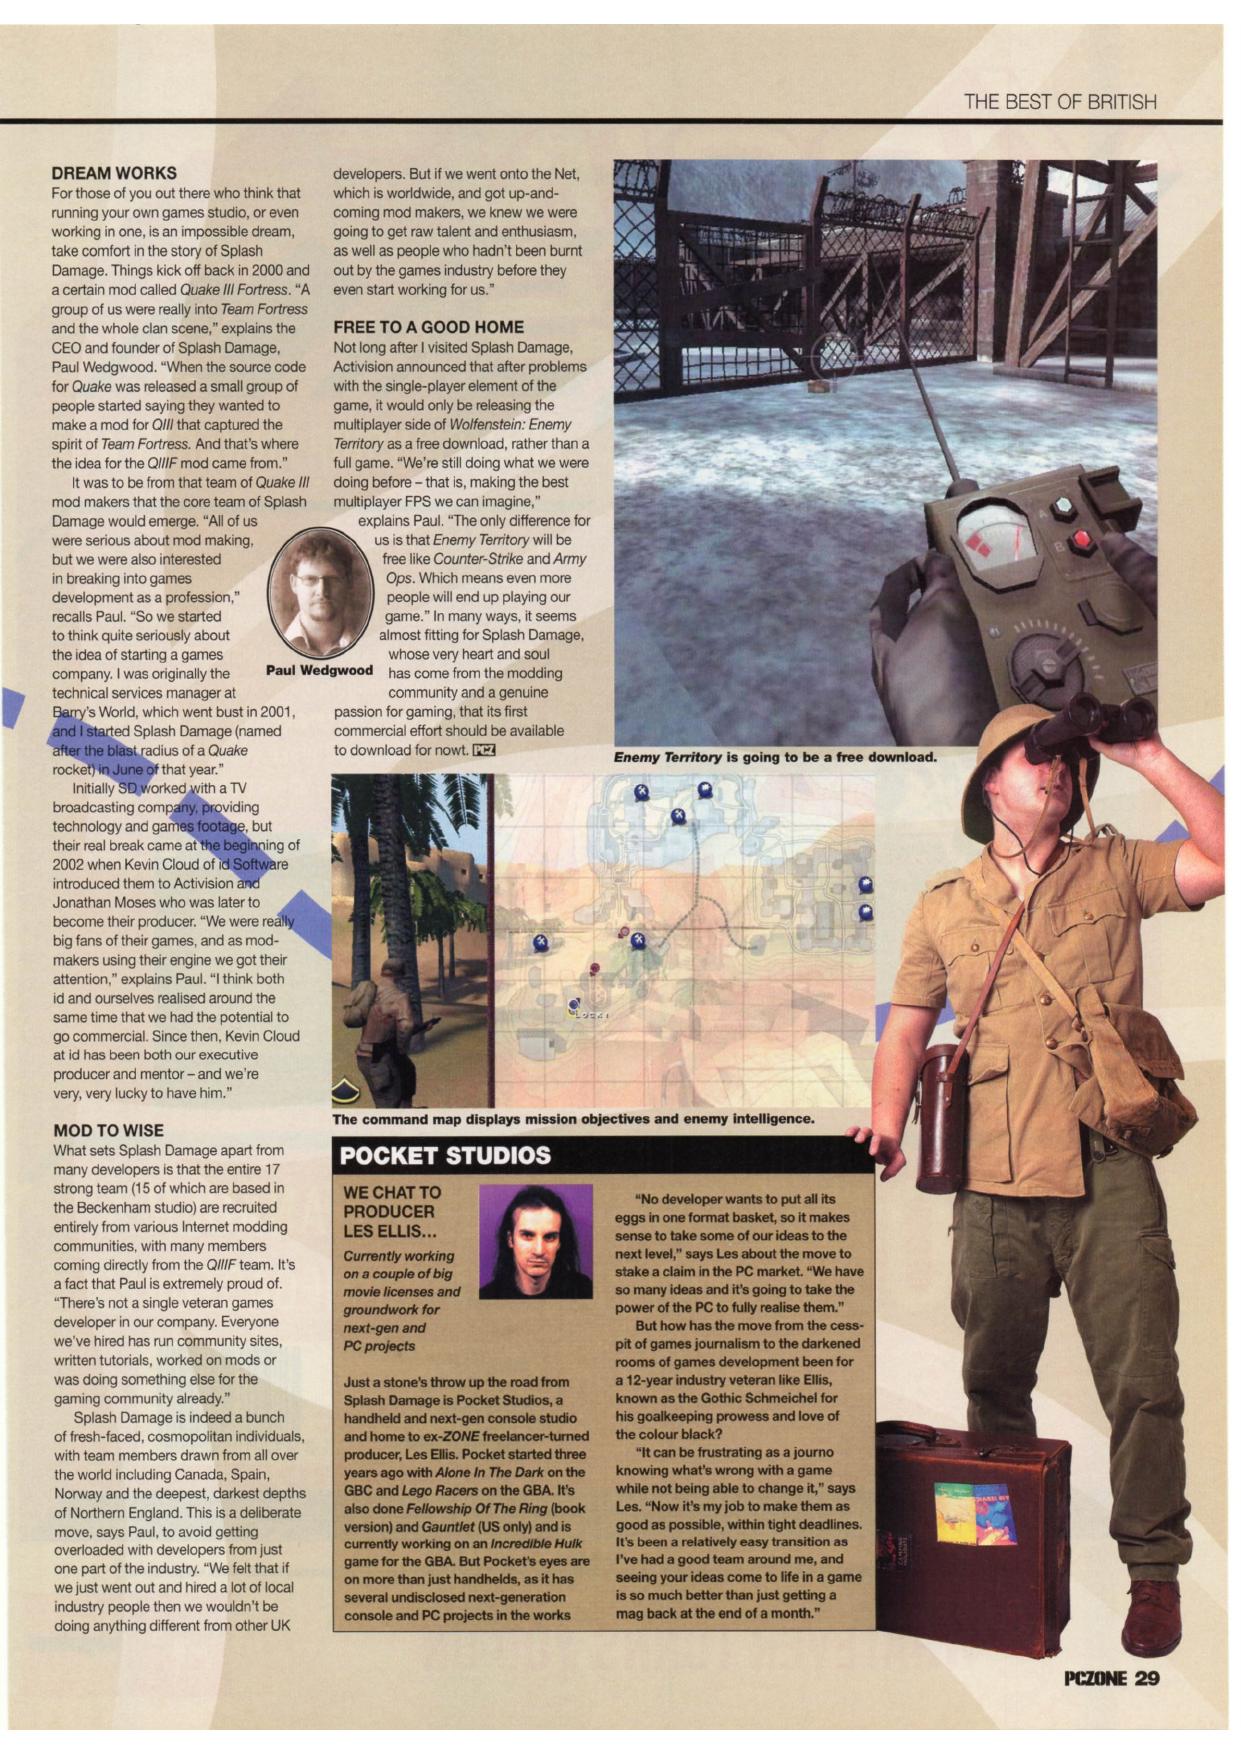 THE BEST OF BRITISH
DREAM WORKS
For those of you out there who think that
running your own games studio, or even
working in one, is an impossible dream,
take comfort in the story of Splash
Damage. Things kick off back in 2000 and
a certain mod called Quake III Fortress. “A
group of us were really into Team Fortress
and the whole clan scene,” explains the
CEO and founder of Splash Damage,
Paul Wedgwood. “When the source code
for Quake was released a small group of
people started saying they wanted to
make a mod for QIII that captured the
spirit of Team Fortress. And that’s where
the idea for the QIIIF mod came from.”
It was to be from that team of Quake III
mod makers that the core team of Splash
Damage would emerge. “All of us
were serious about mod making,
but we were also interested
in breaking into games
development as a profession,”
recalls Paul. “So we started
to think quite seriously about
the idea of starting a games
company. I was originally the
technical services manager at
Barry’s World, which went bust in 2001,
and I started Splash Damage (named
after the blast radius of a Quake
rocket) in June of that year.”
Initially SD worked with a TV
broadcasting company, providing
technology and games footage, but
their real break came at the beginning of
2002 when Kevin Cloud of id Software
introduced them to Activision and
Jonathan Moses who was later to
become their producer. “We were really
big fans of their games, and as mod-
makers using their engine we got their
attention,” explains Paul. “I think both
id and ourselves realised around the
same time that we had the potential to
go commercial. Since then, Kevin Cloud
at id has been both our executive
producer and mentor – and we’re
very, very lucky to have him.”
MOD TO WISE
What sets Splash Damage apart from
many developers is that the entire 17
strong team (15 of which are based in
the Beckenham studio) are recruited
entirely from various Internet modding
communities, with many members
coming directly from the QIIIF team. It’s
a fact that Paul is extremely proud of.
“There’s not a single veteran games
developer in our company. Everyone
we’ve hired has run community sites,
written tutorials, worked on mods or
was doing something else for the
gaming community already.”
Splash Damage is indeed a bunch
of fresh-faced, cosmopolitan individuals,
with team members drawn from all over
the world including Canada, Spain,
Norway and the deepest, darkest depths
of Northern England. This is a deliberate
move, says Paul, to avoid getting
overloaded with developers from just
one part of the industry. “We felt that if
we just went out and hired a lot of local
industry people then we wouldn’t be
doing anything different from other UK
developers. But if we went onto the Net,
which is worldwide, and got up-and-
coming mod makers, we knew we were
going to get raw talent and enthusiasm,
as well as people who hadn’t been burnt
out by the games industry before they
even start working for us.”
FREE TO A GOOD HOME
Not long after I visited Splash Damage,
Activision announced that after problems
with the single-player element of the
game, it would only be releasing the
multiplayer side of Wolfenstein: Enemy
Territory as a free download, rather than a
full game. “We’re still doing what we were
doing before – that is, making the best
multiplayer FPS we can imagine,”
explains Paul. “The only difference for
us is that Enemy Territory will be
free like Counter-Strike and Army
Ops. Which means even more
people will end up playing our
game.” In many ways, it seems
almost fitting for Splash Damage,
whose very heart and soul
has come from the modding
community and a genuine
passion for gaming, that its first
commercial effort should be available
to download for nowt. PCZ
Paul Wedgwood
A
B
Enemy Territory is going to be a free download.
The command map displays mission objectives and enemy intelligence.
POCKET STUDIOS
WE CHAT TO
PRODUCER
LES ELLIS...
Currently working
on a couple of big
movie licenses and
groundwork for
next-gen and
PC projects
Just a stone’s throw up the road from
Splash Damage is Pocket Studios, a
handheld and next-gen console studio
and home to ex-ZONE freelancer-turned
producer, Les Ellis. Pocket started three
years ago with Alone In The Dark on the
GBC and Lego Racers on the GBA. It’s
also done Fellowship Of The Ring (book
version) and Gauntlet (US only) and is
currently working on an Incredible Hulk
game for the GBA. But Pocket’s eyes are
on more than just handhelds, as it has
several undisclosed next-generation
console and PC projects in the works
“No developer wants to put all its
eggs in one format basket, so it makes
sense to take some of our ideas to the
next level,” says Les about the move to
stake a claim in the PC market. “We have
so many ideas and it’s going to take the
power of the PC to fully realise them.”
But how has the move from the cess-
pit of games journalism to the darkened
rooms of games development been for
a 12-year industry veteran like Ellis,
known as the Gothic Schmeichel for
his goalkeeping prowess and love of
the colour black?
“It can be frustrating as a journo
knowing what’s wrong with a game
while not being able to change it,” says
Les. “Now it’s my job to make them as
good as possible, within tight deadlines.
It’s been a relatively easy transition as
I’ve had a good team around me, and
seeing your ideas come to life in a game
is so much better than just getting a
mag back at the end of a month.”
PCZONE 29